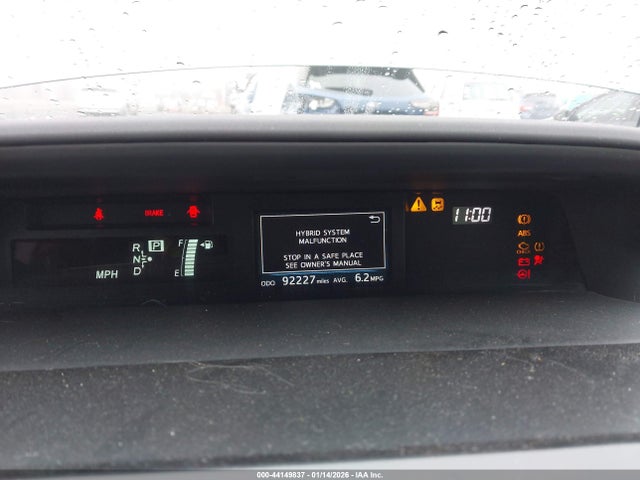 BRAKE
R P
N
D
MPH
F
E
HYBRID SYSTEM
MALFUNCTION
STOP IN A SAFE PLACE
SEE OWNER'S MANUAL
ODO 92227 miles AVG. 6.2 MPG
11:00
ABS
CHECK
000-44149837 - 01/14/2026 - IAA Inc.